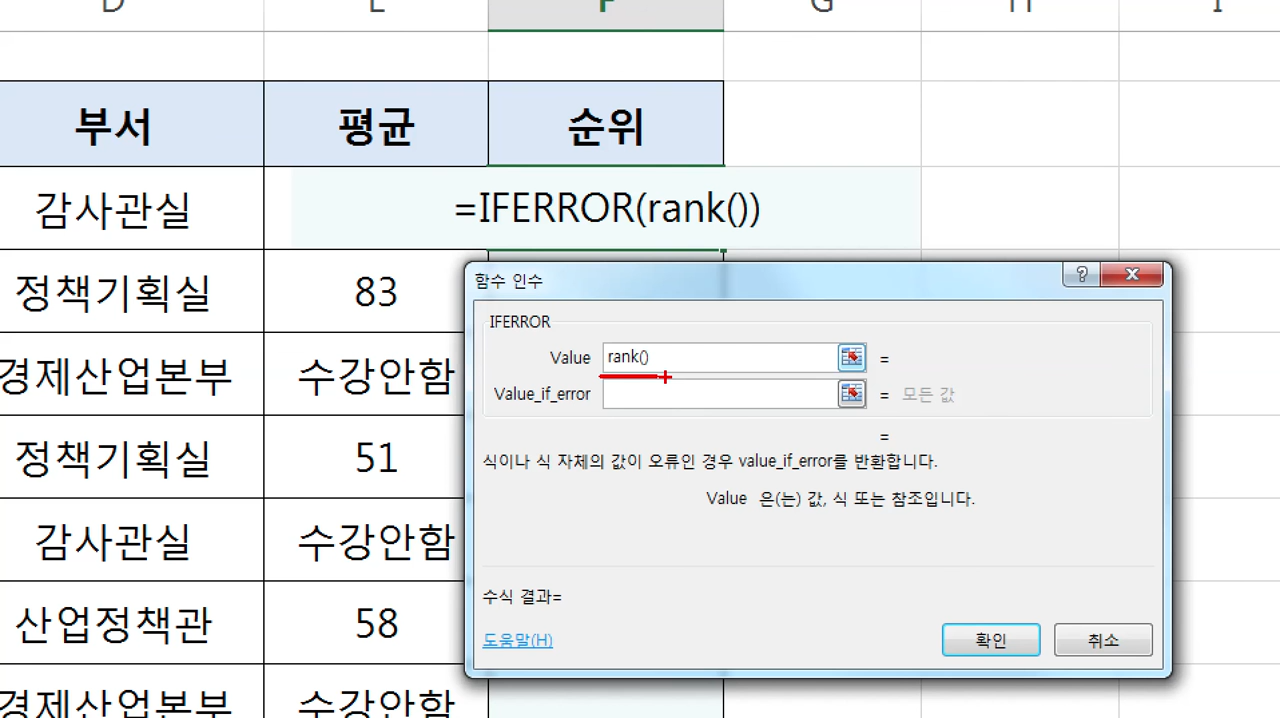 D E F G H I
부서 평균 순위
감사관실 =IFERROR(rank())
정책기획실 83
경제산업본부 수강안함
정책기획실 51
감사관실 수강안함
산업정책관 58
경제산업본부 수강안함
함수 인수
IFERROR
Value rank() =
Value_if_error = 모든 값
=
식이나 식 자체의 값이 오류인 경우 value_if_error를 반환합니다.
Value 은(는) 값, 식 또는 참조입니다.
수식 결과=
도움말(H) 확인 취소